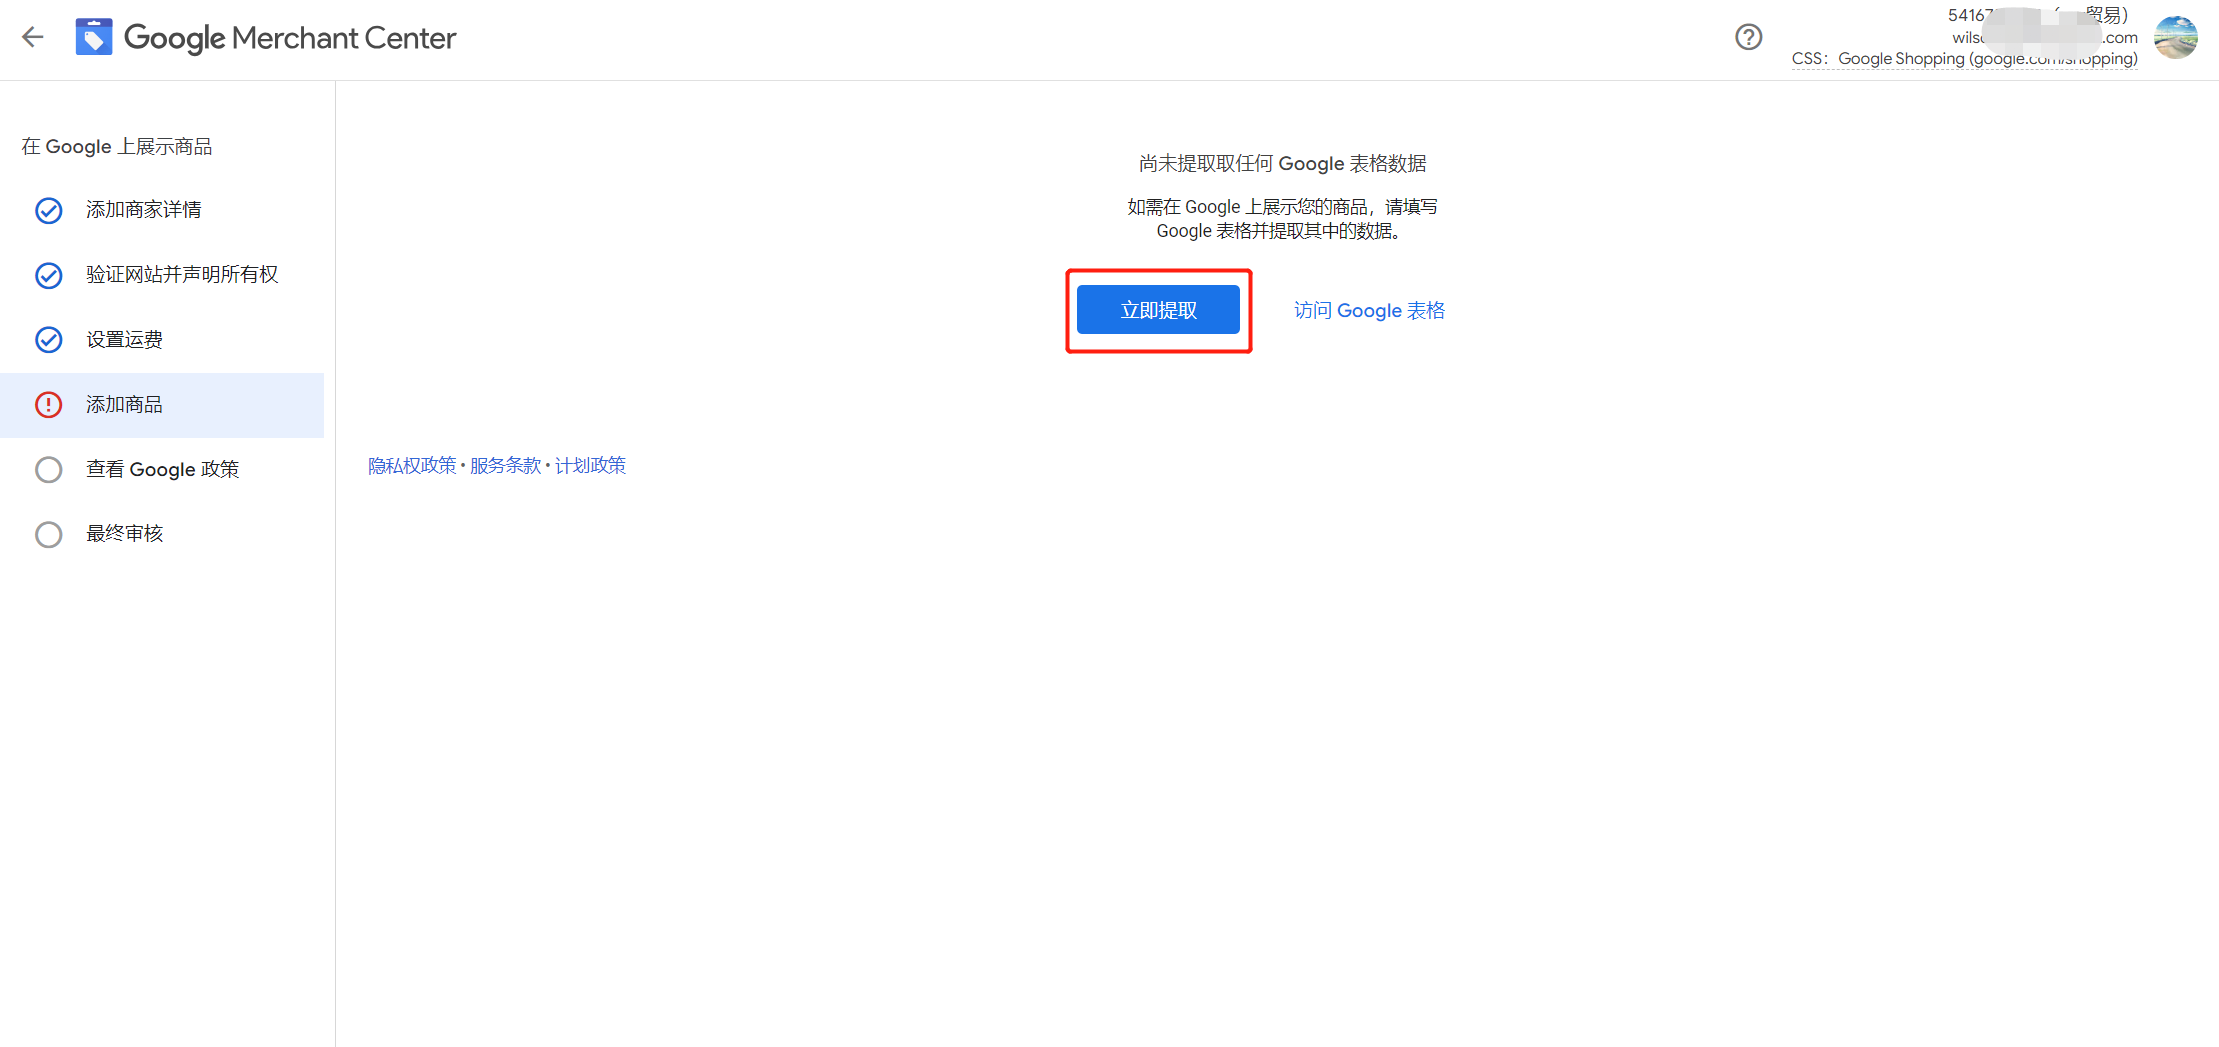 Google Merchant Center
5416 贸易）
wils .com
CSS：Google Shopping (google.com/shopping)
在 Google 上展示商品
添加商家详情
验证网站并声明所有权
设置运费
添加商品
查看 Google 政策
最终审核
尚未提取取任何 Google 表格数据
如需在 Google 上展示您的商品，请填写
Google 表格并提取其中的数据。
立即提取
访问 Google 表格
隐私权政策 • 服务条款 • 计划政策